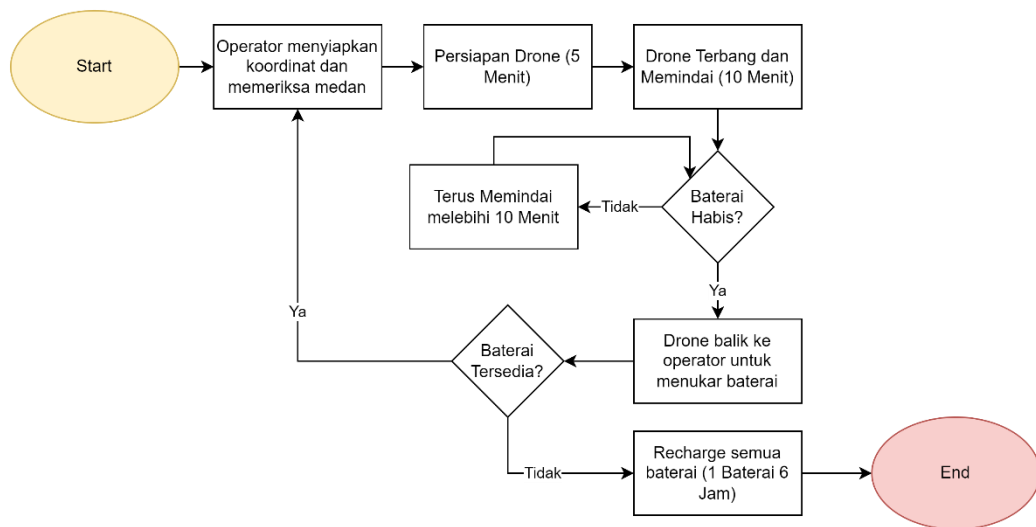 Start
Operator menyiapkan
koordinat dan
memeriksa medan
Persiapan Drone (5
Menit)
Drone Terbang dan
Memindai (10 Menit)
Terus Memindai
melebihi 10 Menit
Tidak
Baterai
Habis?
Ya
Ya
Baterai
Tersedia?
Drone balik ke
operator untuk
menukar baterai
Tidak
Recharge semua
baterai (1 Baterai 6
Jam)
End